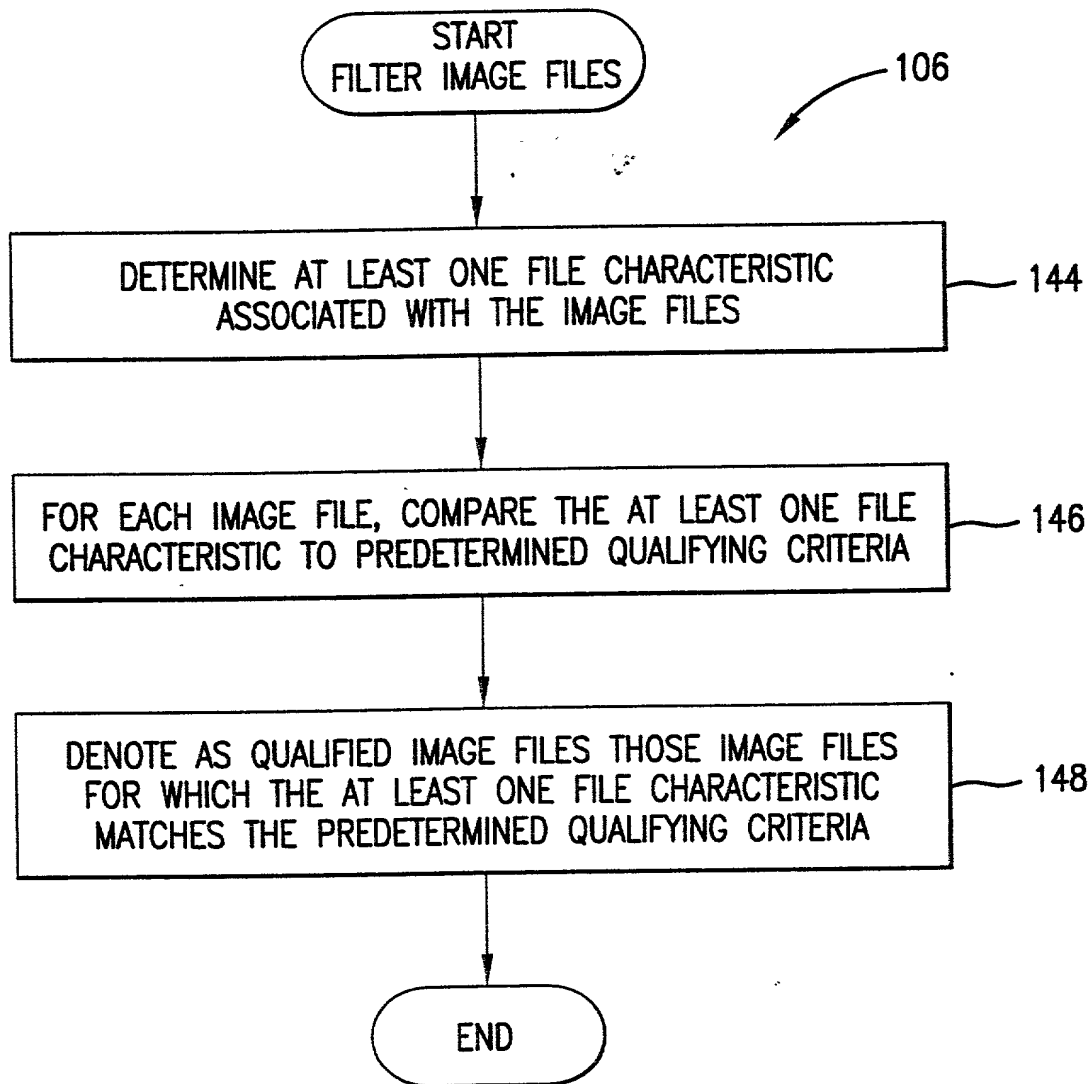 START
FILTER IMAGE FILES
106
DETERMINE AT LEAST ONE FILE CHARACTERISTIC
ASSOCIATED WITH THE IMAGE FILES
144
FOR EACH IMAGE FILE, COMPARE THE AT LEAST ONE FILE
CHARACTERISTIC TO PREDETERMINED QUALIFYING CRITERIA
146
DENOTE AS QUALIFIED IMAGE FILES THOSE IMAGE FILES
FOR WHICH THE AT LEAST ONE FILE CHARACTERISTIC
MATCHES THE PREDETERMINED QUALIFYING CRITERIA
148
END